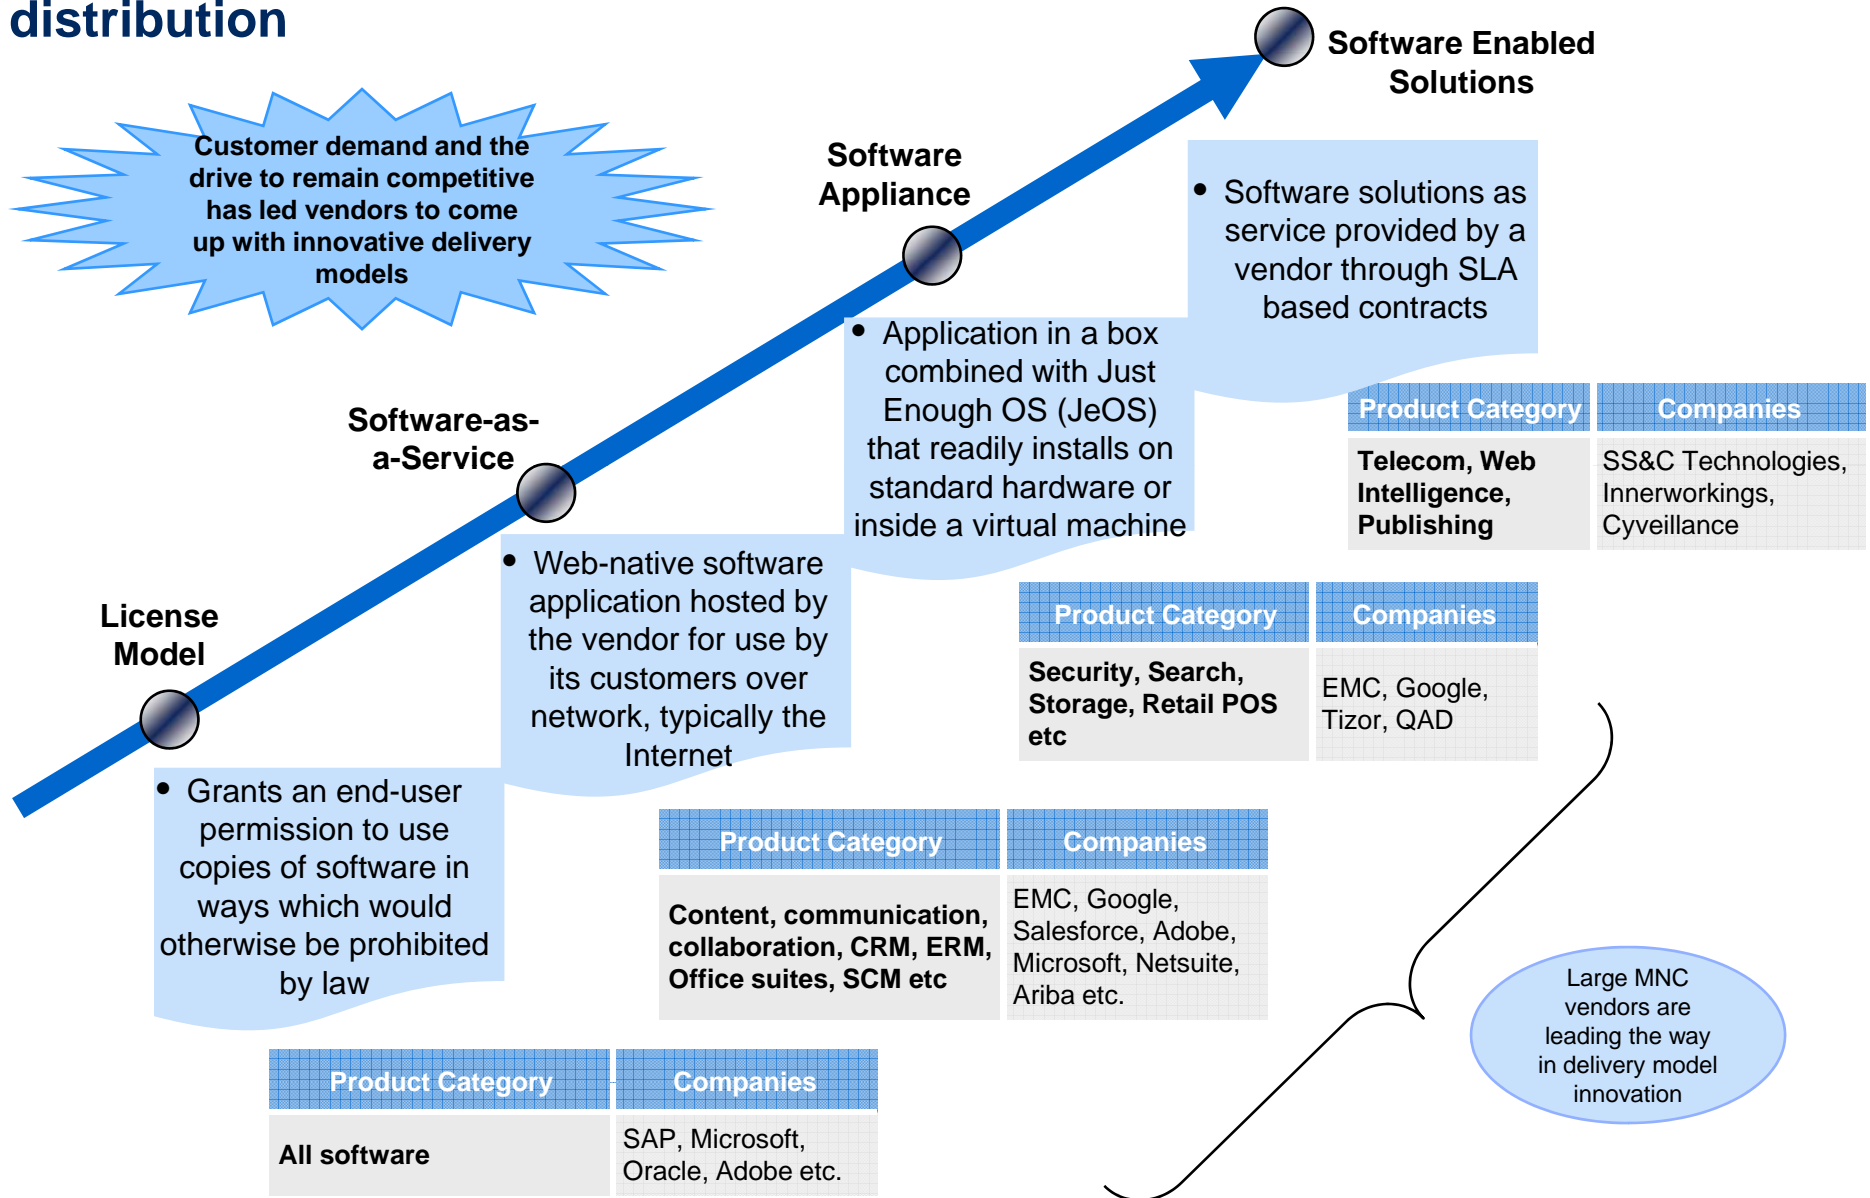 distribution
Customer demand and the
drive to remain competitive
has led vendors to come
up with innovative delivery
models
Software Enabled
Solutions
Software
Appliance
Software-as-
a-Service
License
Model
• Software solutions as
service provided by a
vendor through SLA
based contracts
• Application in a box
combined with Just
Enough OS (JeOS)
that readily installs on
standard hardware or
inside a virtual machine
• Web-native software
application hosted by
the vendor for use by
its customers over
network, typically the
Internet
• Grants an end-user
permission to use
copies of software in
ways which would
otherwise be prohibited
by law
Product Category Companies
Telecom, Web
Intelligence,
Publishing
SS&C Technologies,
Innerworkings,
Cyveillance
Product Category Companies
Security, Search,
Storage, Retail POS
etc
EMC, Google,
Tizor, QAD
Product Category Companies
Content, communication,
collaboration, CRM, ERM,
Office suites, SCM etc
EMC, Google,
Salesforce, Adobe,
Microsoft, Netsuite,
Ariba etc.
Product Category Companies
All software
SAP, Microsoft,
Oracle, Adobe etc.
Large MNC
vendors are
leading the way
in delivery model
innovation